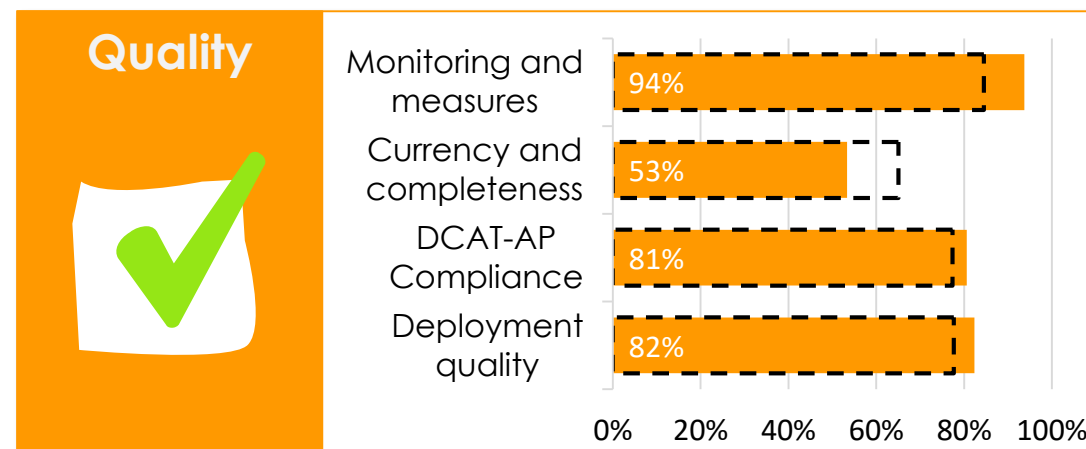 Quality
Monitoring and
measures
94%
Currency and
completeness
53%
DCAT-AP
Compliance
81%
Deployment
quality
82%
0% 20% 40% 60% 80% 100%